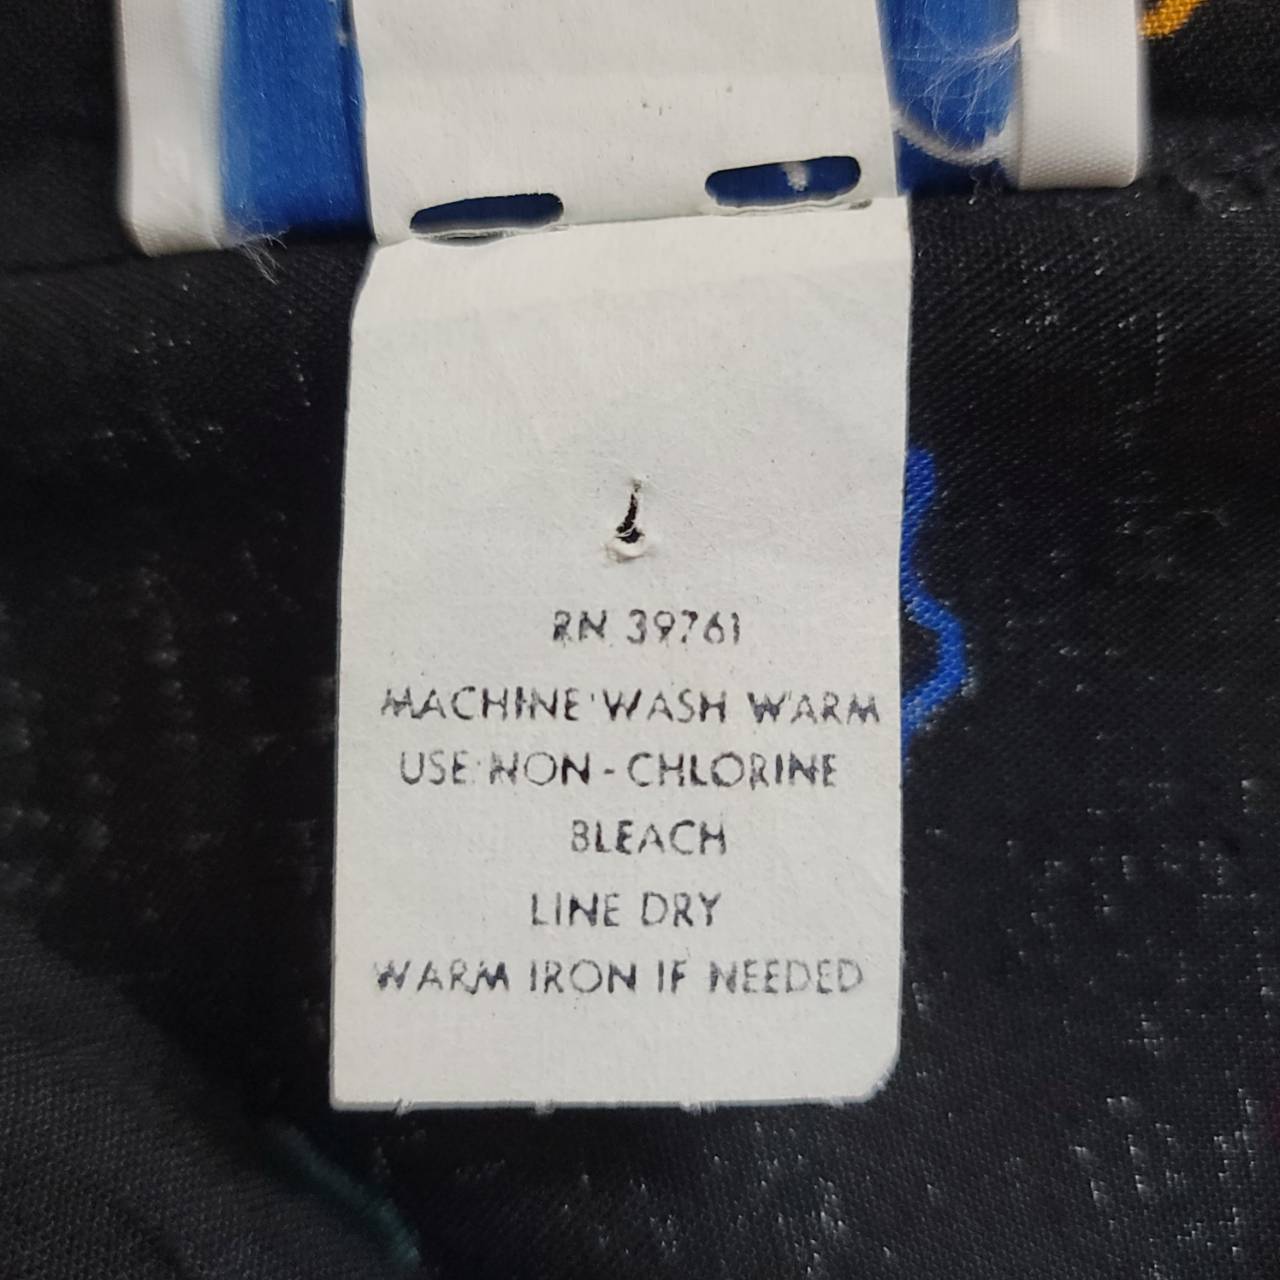 RN 39761
MACHINE WASH WARM
USE NON-CHLORINE
BLEACH
LINE DRY
WARM IRON IF NEEDED